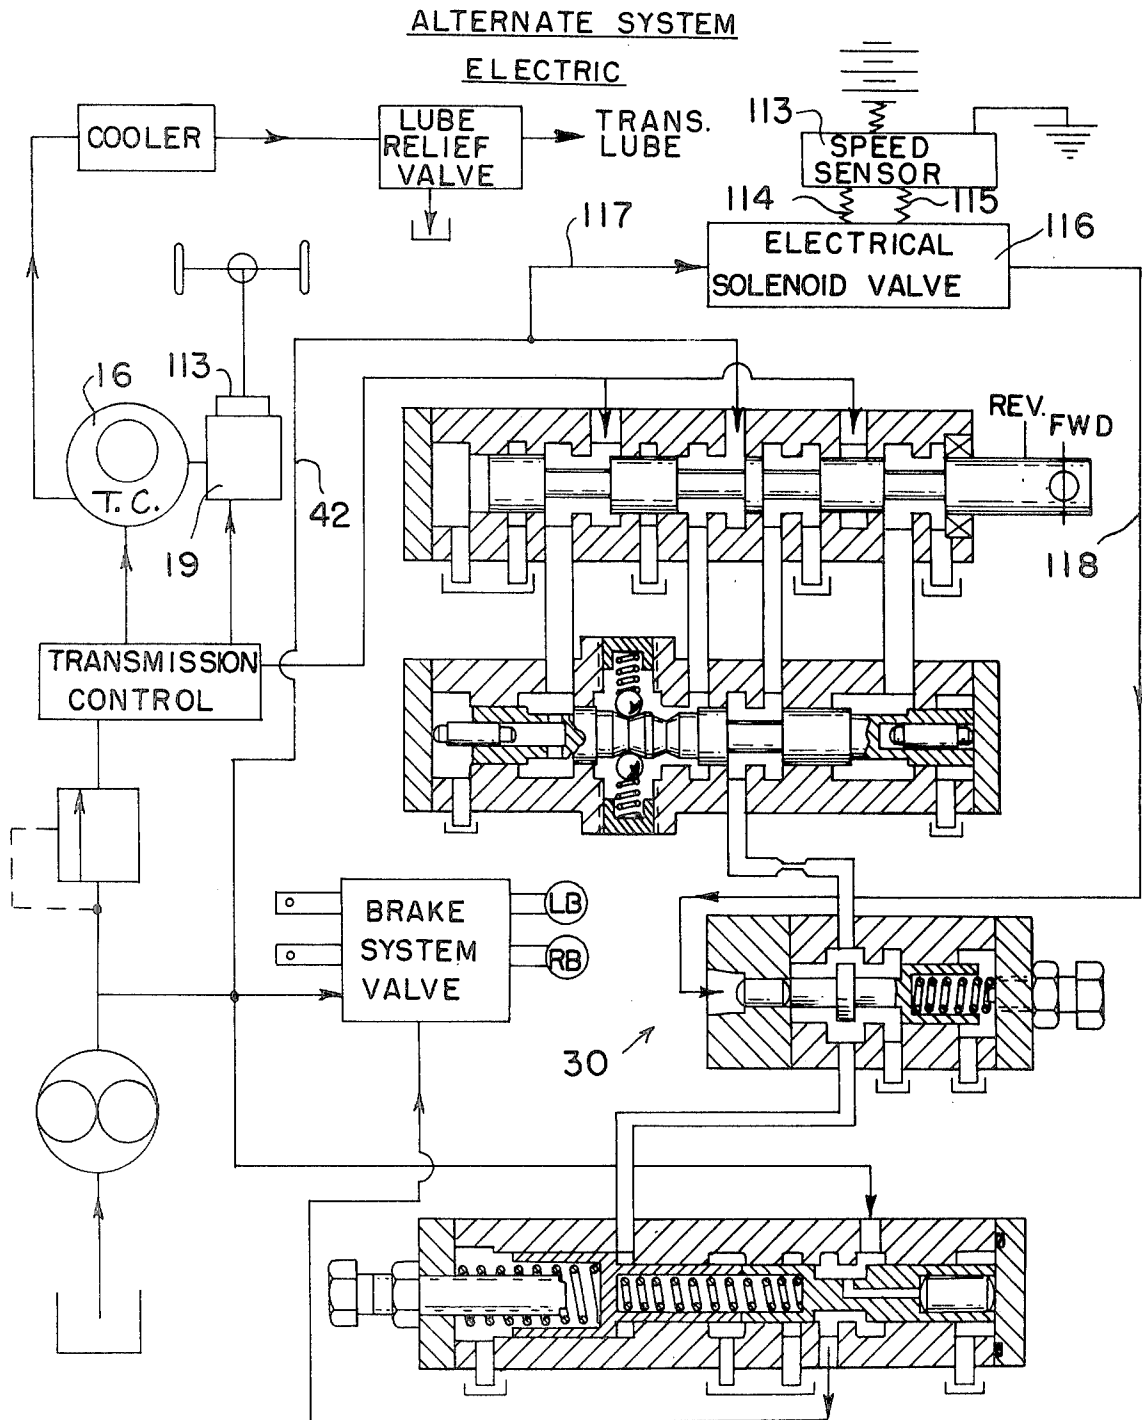 ALTERNATE SYSTEM
ELECTRIC
COOLER
LUBE
RELIEF
VALVE
TRANS.
LUBE
113
SPEED
SENSOR
114
115
117
116
ELECTRICAL
SOLENOID VALVE
16
113
T.C.
19
42
REV.
FWD
118
TRANSMISSION
CONTROL
BRAKE
SYSTEM
VALVE
LB
RB
30